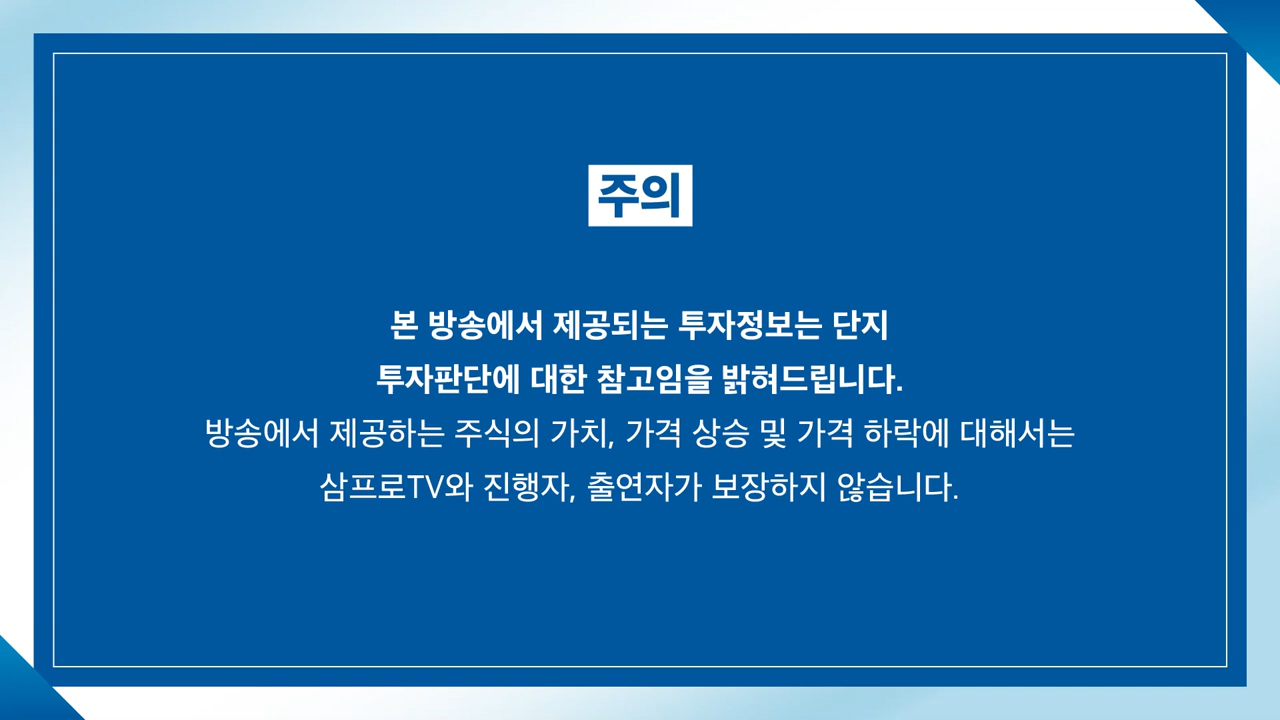 주의
본 방송에서 제공되는 투자정보는 단지
투자판단에 대한 참고임을 밝혀드립니다.
방송에서 제공하는 주식의 가치, 가격 상승 및 가격 하락에 대해서는
삼프로TV와 진행자, 출연자가 보장하지 않습니다.